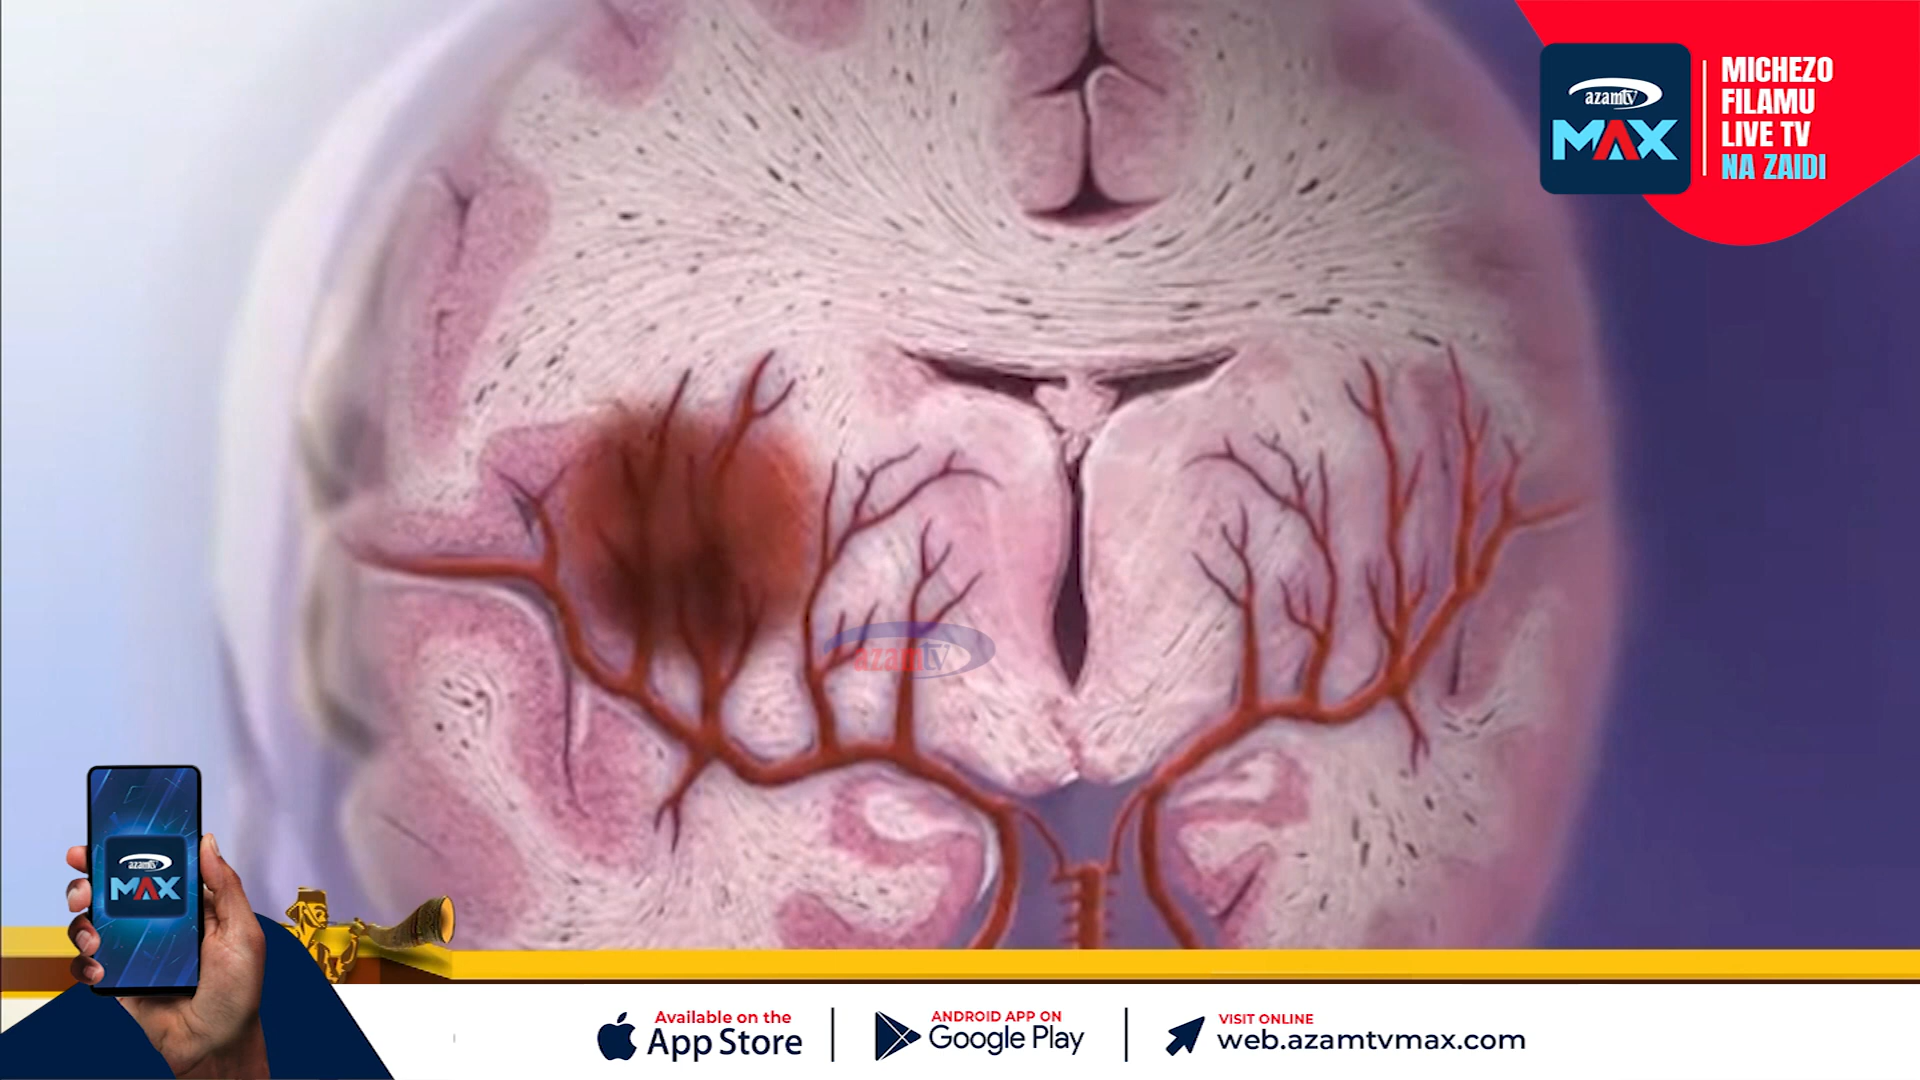 azamtv
MAX
MICHEZO
FILAMU
LIVE TV
NA ZAIDI
azamtv
azamtv
MAX
Available on the
App Store
ANDROID APP ON
Google Play
VISIT ONLINE
web.azamtvmax.com